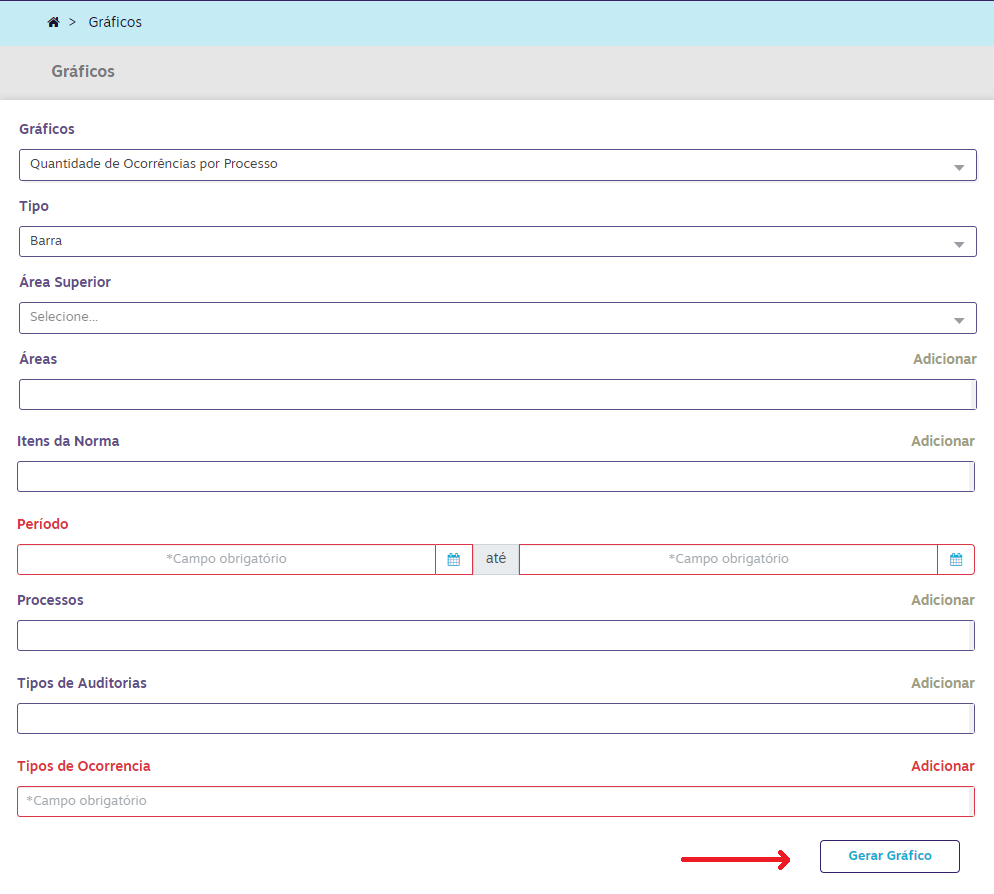 > Gráficos
Gráficos
Gráficos
Quantidade de Ocorrências por Processo
Tipo
Barra
Área Superior
Selecione...
Áreas Adicionar
Itens da Norma Adicionar
Período
*Campo obrigatório até *Campo obrigatório
Processos Adicionar
Tipos de Auditorias Adicionar
Tipos de Ocorrencia Adicionar
*Campo obrigatório
Gerar Gráfico